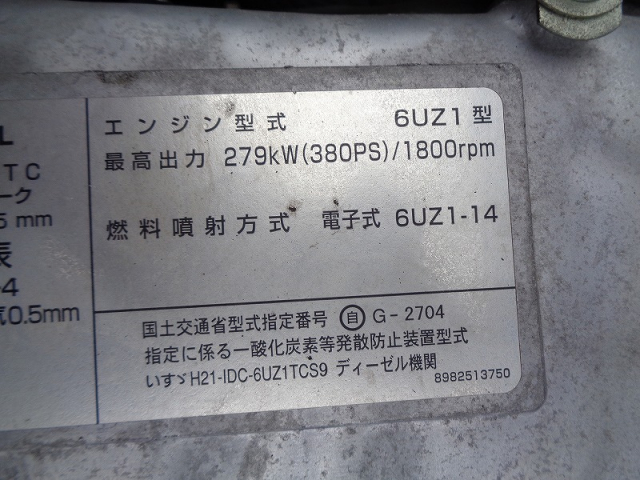 L
TC
ーク
5 mm
表
-4
気0.5mm
エンジン型式 6UZ1型
最高出力 279kW(380PS)/1800rpm
燃料噴射方式 電子式 6UZ1-14
国土交通省型式指定番号 ㊀自 G-2704
指定に係る一酸化炭素等発散防止装置型式
いすゞH21-IDC-6UZ1TCS9 ディーゼル機関
8982513750